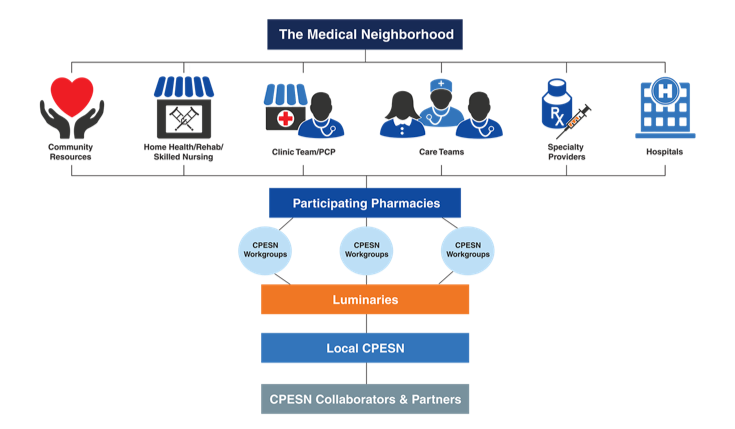 The Medical Neighborhood
H
Rx
Community
Resources
Home Health/Rehab/
Skilled Nursing
Clinic Team/PCP
Care Teams
Specialty
Providers
Hospitals
Participating Pharmacies
CPESN
Workgroups
CPESN
Workgroups
CPESN
Workgroups
Luminaries
Local CPESN
CPESN Collaborators & Partners